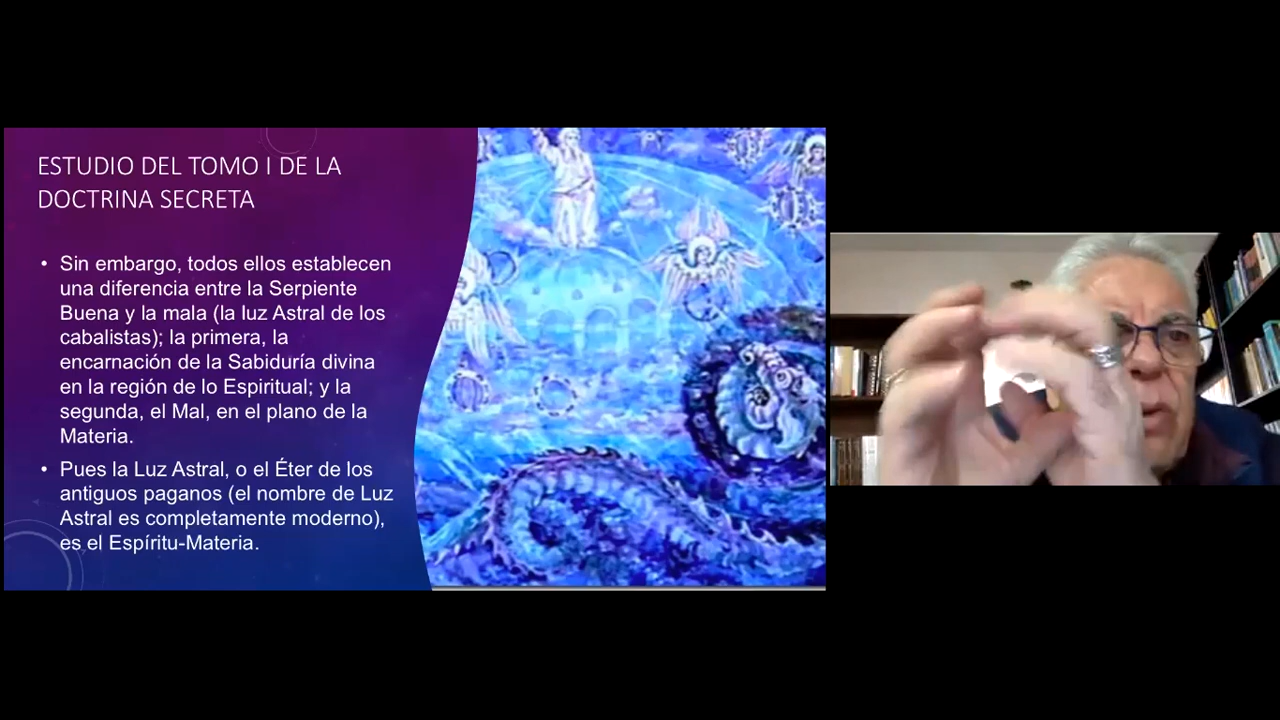 ESTUDIO DEL TOMO I DE LA
DOCTRINA SECRETA
• Sin embargo, todos ellos establecen
una diferencia entre la Serpiente
Buena y la mala (la luz Astral de los
cabalistas); la primera, la
encarnación de la Sabiduría divina
en la región de lo Espiritual; y la
segunda, el Mal, en el plano de la
Materia.
• Pues la Luz Astral, o el Éter de los
antiguos paganos (el nombre de Luz
Astral es completamente moderno),
es el Espíritu-Materia.